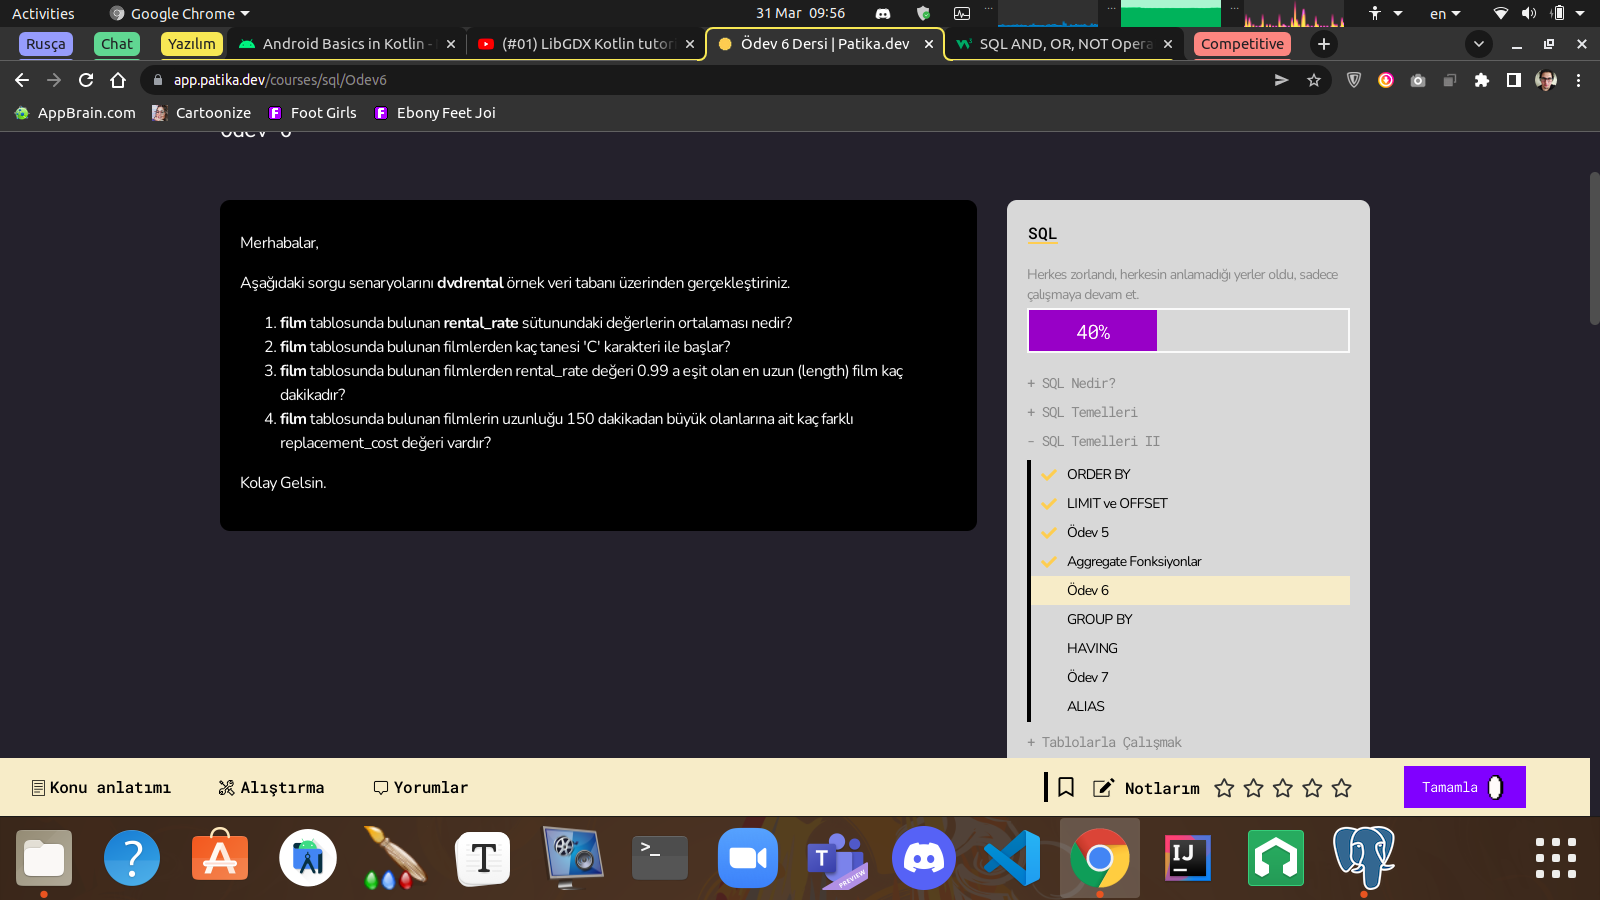 Activities
Google Chrome
31 Mar 09:56
en
Rusça
Chat
Yazılım
Android Basics in Kotlin -
(#01) LibGDX Kotlin tutori
Ödev 6 Dersi | Patika.dev
SQL AND, OR, NOT Opera
Competitive
app.patika.dev/courses/sql/Odev6
AppBrain.com
Cartoonize
Foot Girls
Ebony Feet Joi
Merhabalar,
Aşağıdaki sorgu senaryolarını dvdrental örnek veri tabanı üzerinden gerçekleştiriniz.
1. film tablosunda bulunan rental_rate sütunundaki değerlerin ortalaması nedir?
2. film tablosunda bulunan filmlerden kaç tanesi 'C' karakteri ile başlar?
3. film tablosunda bulunan filmlerden rental_rate değeri 0.99 a eşit olan en uzun (length) film kaç
dakikadır?
4. film tablosunda bulunan filmlerin uzunluğu 150 dakikadan büyük olanlarına ait kaç farklı
replacement_cost değeri vardır?
Kolay Gelsin.
SQL
Herkes zorlandı, herkesin anlamadığı yerler oldu, sadece
çalışmaya devam et.
40%
+ SQL Nedir?
+ SQL Temelleri
- SQL Temelleri II
ORDER BY
LIMIT ve OFFSET
Ödev 5
Aggregate Fonksiyonlar
Ödev 6
GROUP BY
HAVING
Ödev 7
ALIAS
+ Tablolarla Çalışmak
Konu anlatımı
Alıştırma
Yorumlar
Notlarım
Tamamla
PREVIEW